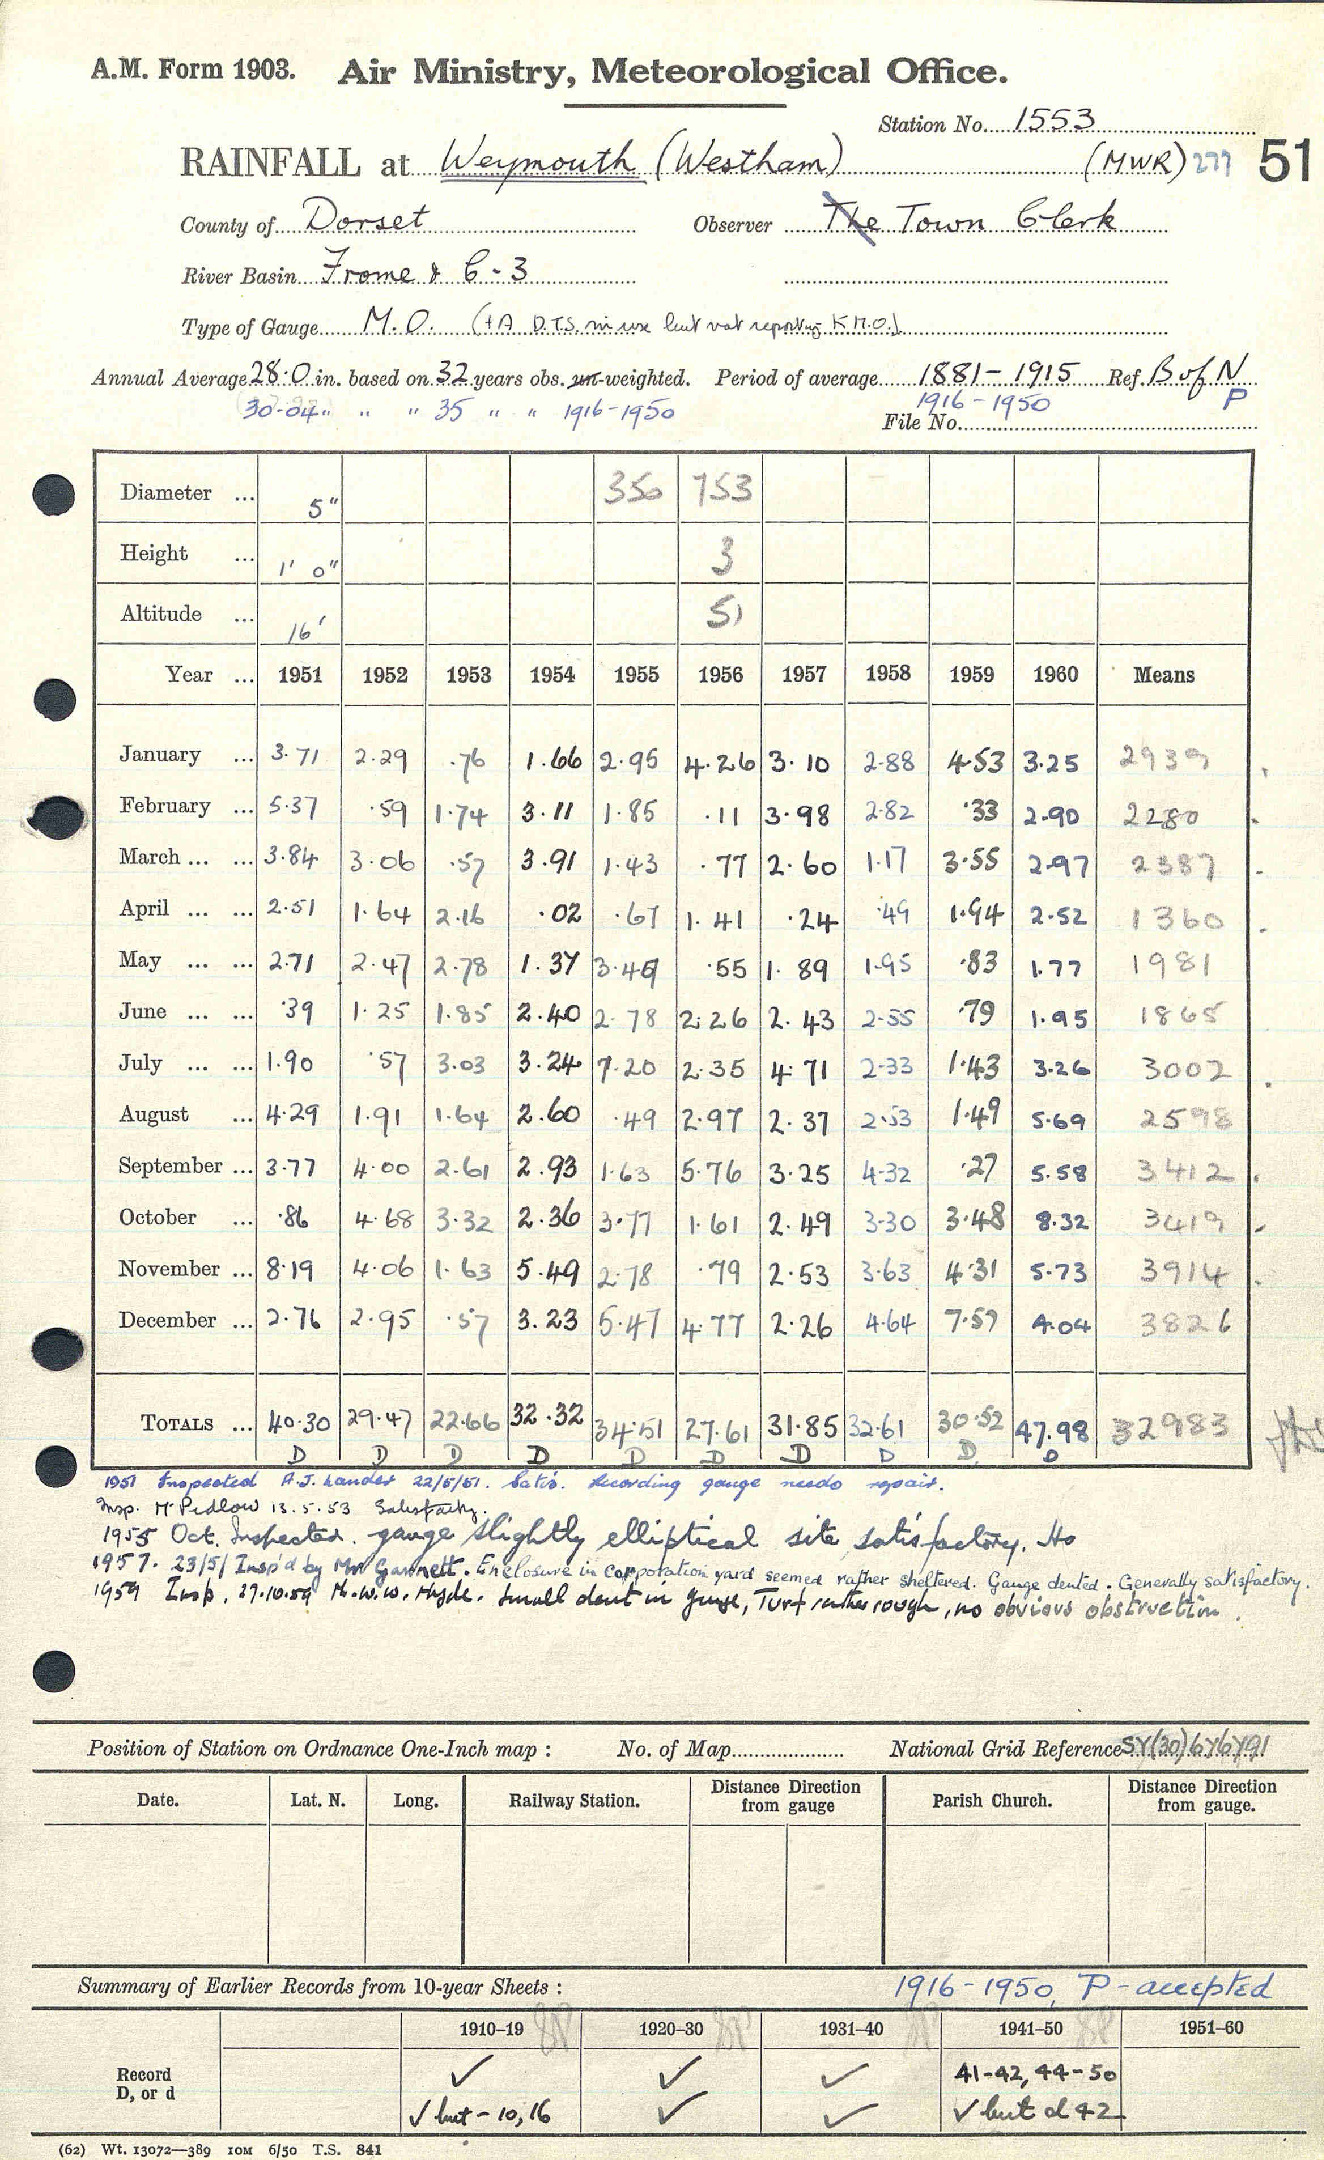 A.M. Form 1903. Air Ministry, Meteorological Office.
Station No. 1553
RAINFALL at Weymouth (Westham) (MWR) 277 51
County of Dorset Observer The Town Clerk
River Basin Frome & C-3
Type of Gauge M.O. (+A D.T.S. in use but not reporting K M.O.)
Annual Average 28.0 in. based on 32 years obs. un-weighted. Period of average 1881-1915 Ref. B of N
30.04 " " " 35 " " 1916-1950 1916-1950 P
File No.
Diameter ... 5" 350 753
Height ... 1' 0" 3
Altitude ... 16' 51
Year ... 1951 1952 1953 1954 1955 1956 1957 1958 1959 1960 Means
January ... 3.71 2.29 .76 1.66 2.95 4.26 3.10 2.88 4.53 3.25 2939
February ... 5.37 .59 1.74 3.11 1.85 .11 3.98 2.82 .33 2.90 2280
March ... ... 3.84 3.06 .57 3.91 1.43 .77 2.60 1.17 3.55 2.97 2387
April ... ... 2.51 1.64 2.16 .02 .67 1.41 .24 .49 1.94 2.52 1360
May ... ... 2.71 2.47 2.78 1.37 3.49 .55 1.89 1.95 .83 1.77 1981
June ... ... .39 1.25 1.85 2.40 2.78 2.26 2.43 2.55 .79 1.95 1865
July ... ... 1.90 .57 3.03 3.24 7.20 2.35 4.71 2.33 1.43 3.26 3002
August ... 4.29 1.91 1.64 2.60 .49 2.97 2.37 2.53 1.49 5.69 2598
September ... 3.77 4.00 2.61 2.93 1.63 5.76 3.25 4.32 .27 5.58 3412
October ... .86 4.68 3.32 2.36 3.77 1.61 2.49 3.30 3.48 8.32 3419
November ... 8.19 4.06 1.63 5.49 2.78 .79 2.53 3.63 4.31 5.73 3914
December ... 2.76 2.95 .57 3.23 5.47 4.77 2.26 4.64 7.57 4.04 3826
TOTALS ... 40.30 29.47 22.66 32.32 34.51 27.61 31.85 32.61 30.52 47.98 32983
D D D D D D D D D D
1951 Inspected A.J. Lander 22/5/51. Satis. Recording gauge needs repair.
Insp. Mr Pedlow 13.5.53 Satisfactory.
1955 Oct. Inspected. gauge slightly elliptical site satisfactory. Ho
1957. 23/5/ Insp'd by Mr Garnett. Enclosure in corporation yard seemed rather sheltered. Gauge dented. Generally satisfactory.
1959 Insp. 27.10.59 M.W.W. Hyde. Small dent in gauge, Turf rather rough, no obvious obstruction.
Position of Station on Ordnance One-Inch map : No. of Map National Grid Reference SY(30)
Date. Lat. N. Long. Railway Station. Distance Direction from gauge Parish Church. Distance Direction from gauge.
Summary of Earlier Records from 10-year Sheets : 1916-1950, P-accepted
1910-19 1920-30 1931-40 1941-50 1951-60
Record ✓ ✓ ✓ 41-42, 44-50
D, or d ✓ but -10,16 ✓ ✓ ✓ but d 42
(62) Wt. 13072—389 10M 6/50 T.S. 841